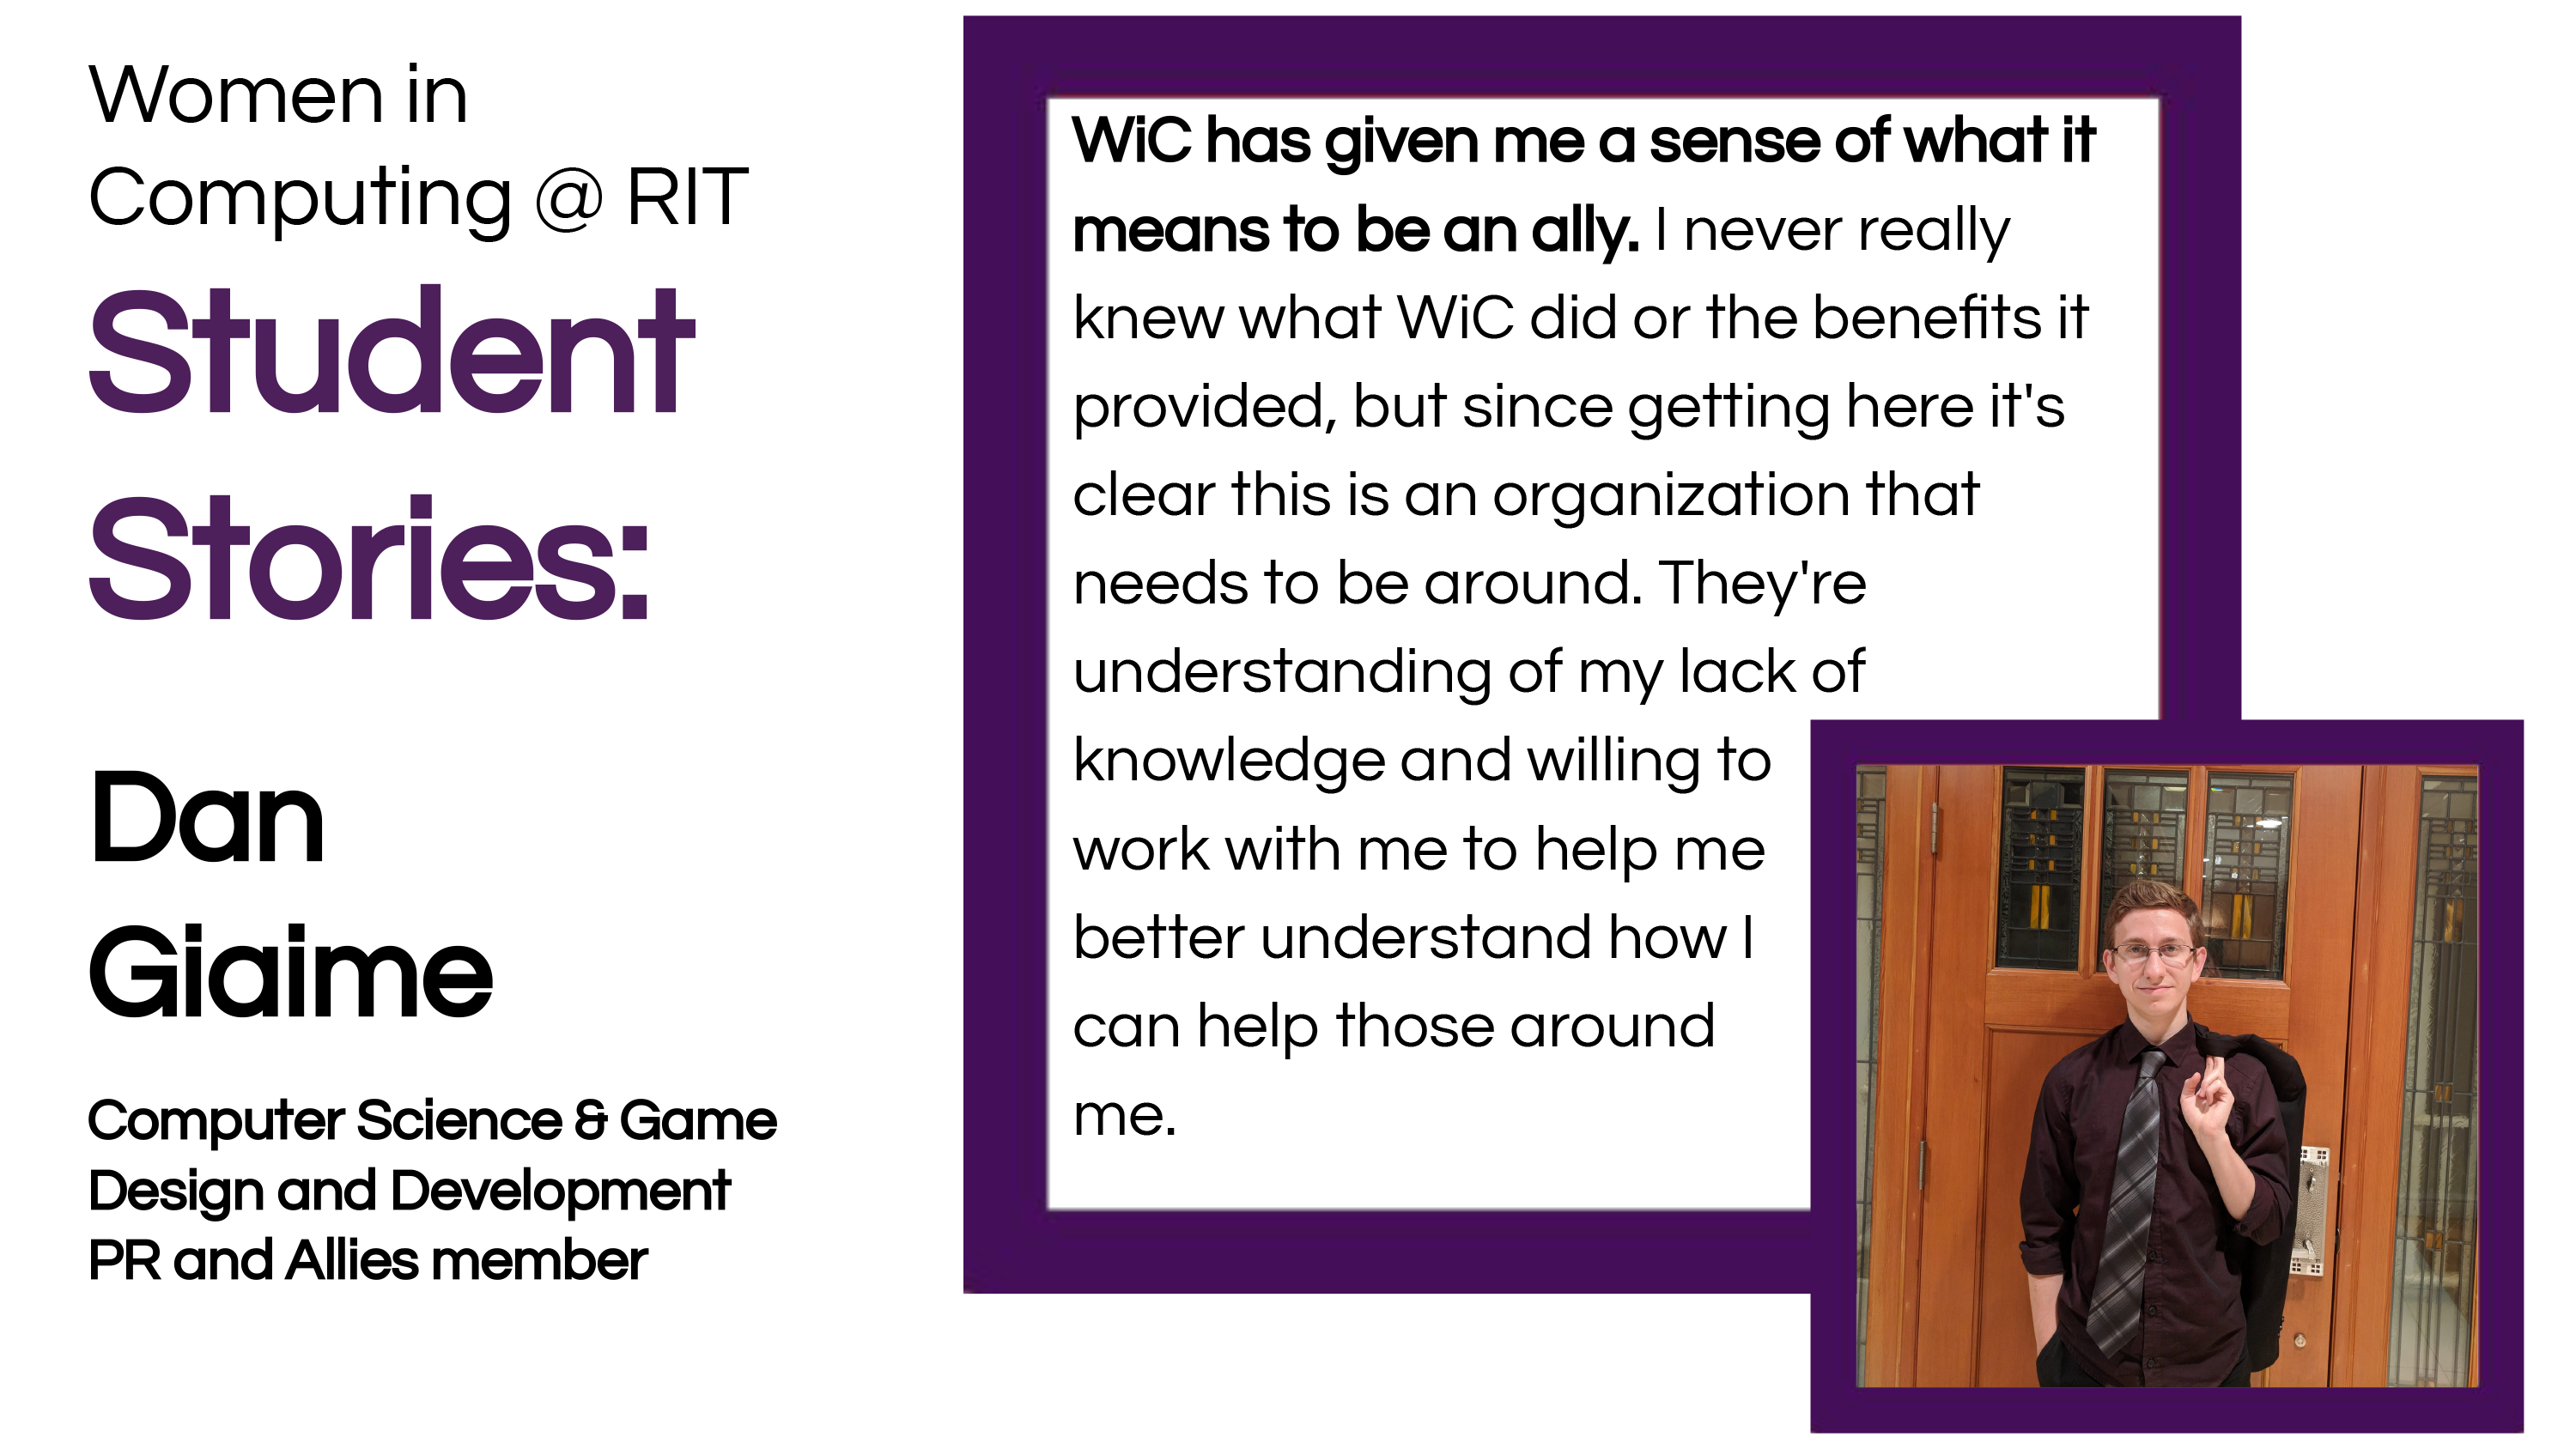 Women in
Computing @ RIT
Student
Stories:
Dan
Giaime
Computer Science & Game
Design and Development
PR and Allies member
WiC has given me a sense of what it
means to be an ally. I never really
knew what WiC did or the benefits it
provided, but since getting here it's
clear this is an organization that
needs to be around. They're
understanding of my lack of
knowledge and willing to
work with me to help me
better understand how I
can help those around
me.